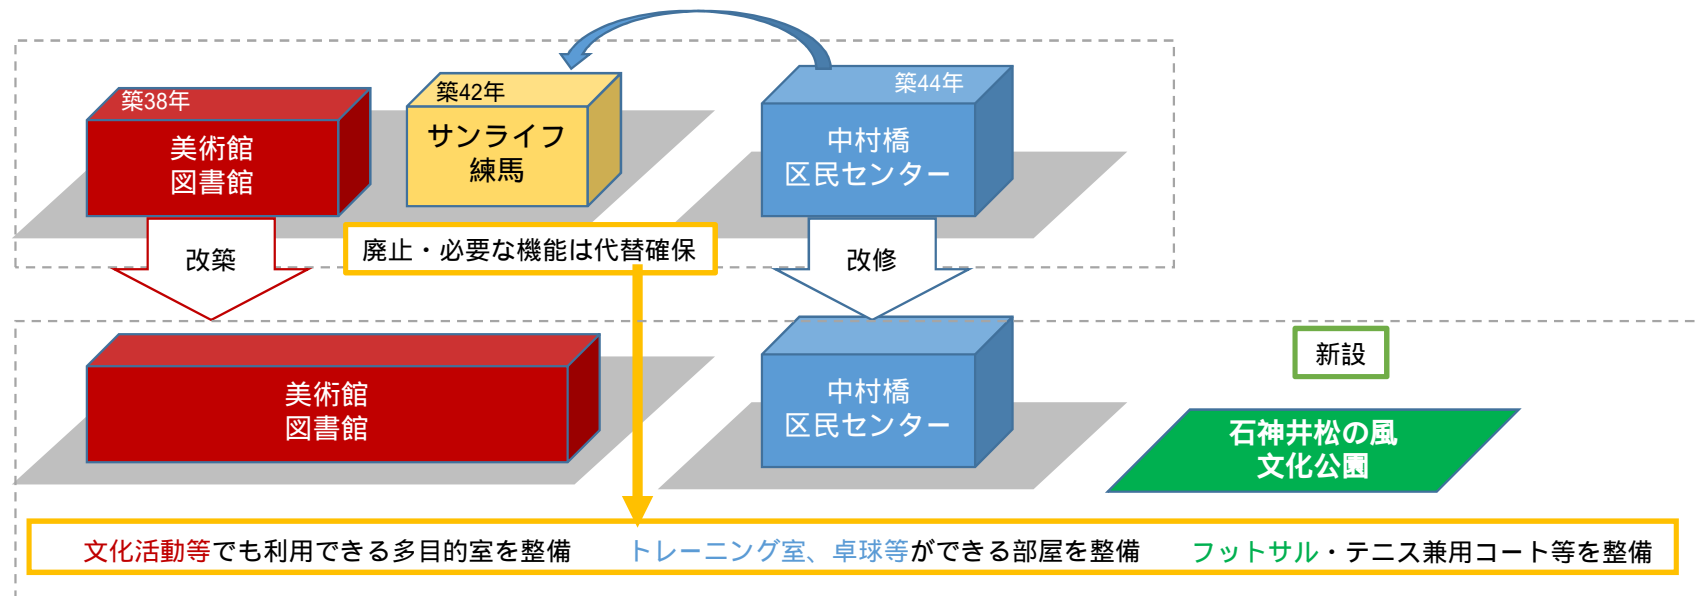 築38年
美術館
図書館
築42年
サンライフ
練馬
築44年
中村橋
区民センター
改築
廃止・必要な機能は代替確保
改修
美術館
図書館
中村橋
区民センター
新設
石神井松の風
文化公園
文化活動等でも利用できる多目的室を整備
トレーニング室、卓球等ができる部屋を整備
フットサル・テニス兼用コート等を整備